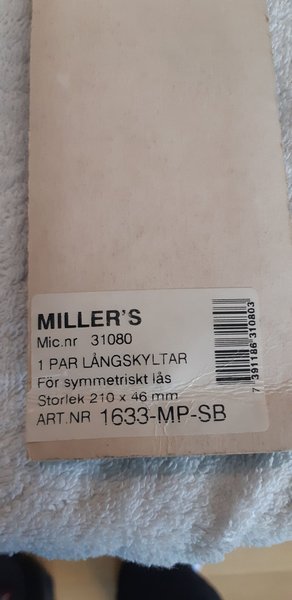 MILLER'S
Mic.nr 31080
1 PAR LÅNGSKYLTAR
För symmetriskt lås
Storlek 210 x 46 mm
ART.NR 1633-MP-SB
7 391186 310803